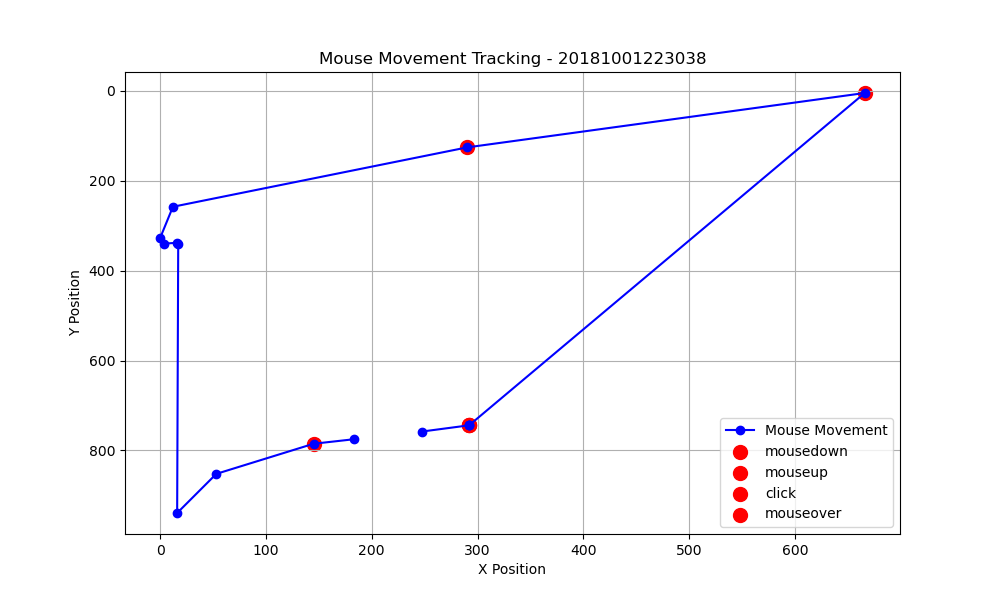 Mouse Movement Tracking - 20181001223038
0
200
400
600
800
Y Position
0
100
200
300
400
500
600
X Position
Mouse Movement
mousedown
mouseup
click
mouseover